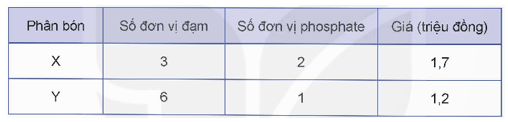 Phân bón Số đơn vị đạm Số đơn vị phosphate Giá (triệu đồng)
X 3 2 1,7
Y 6 1 1,2